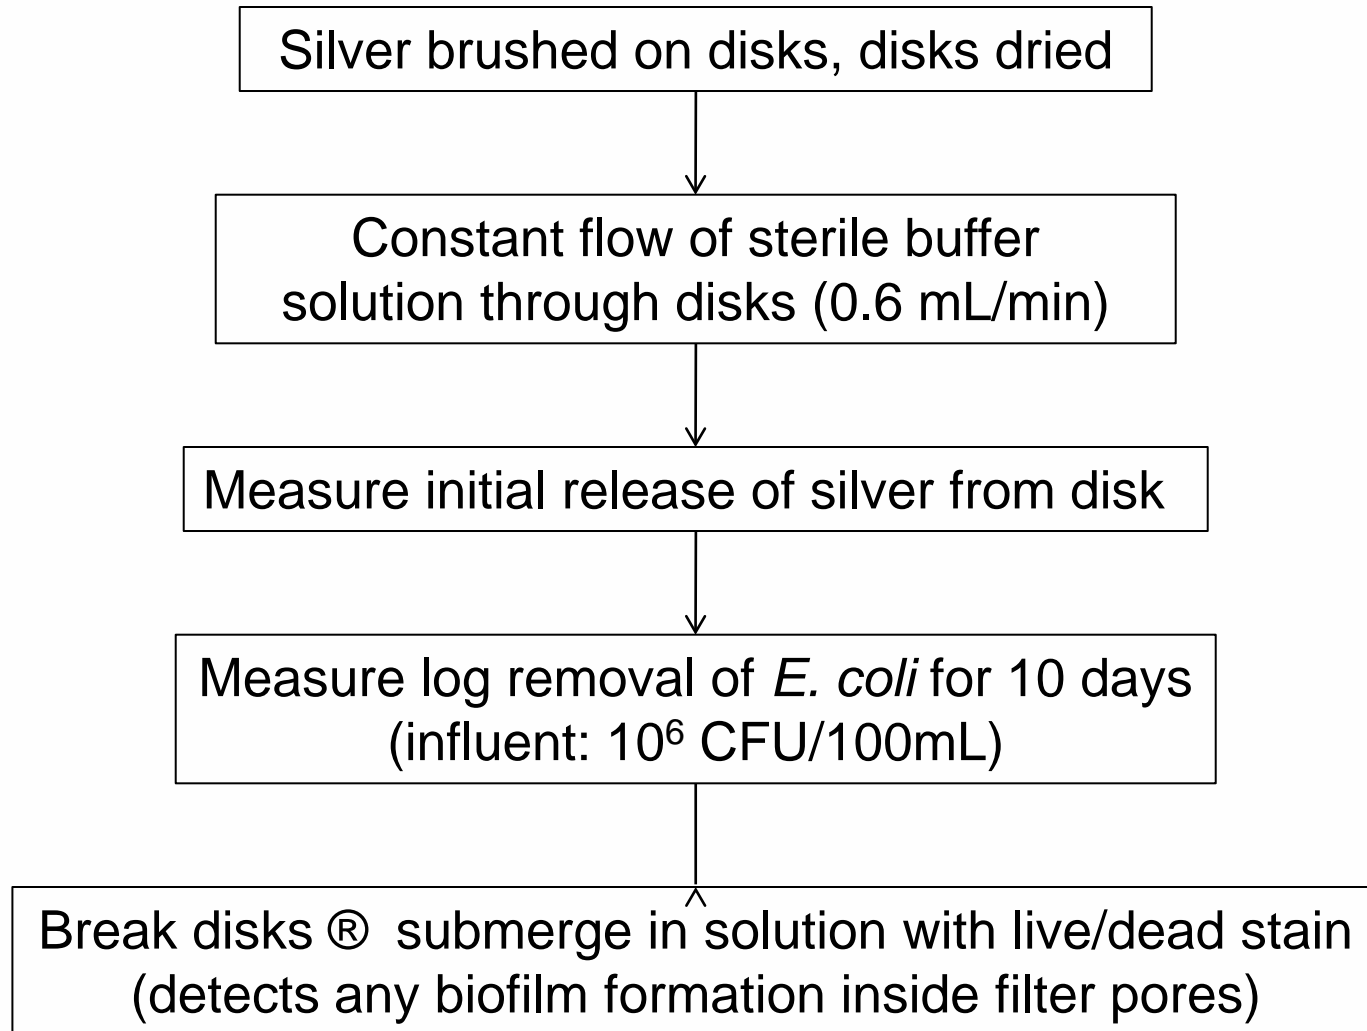 Silver brushed on disks, disks dried
Constant flow of sterile buffer
solution through disks (0.6 mL/min)
Measure initial release of silver from disk
Measure log removal of E. coli for 10 days
(influent: 10⁶ CFU/100mL)
Break disks ® submerge in solution with live/dead stain
(detects any biofilm formation inside filter pores)